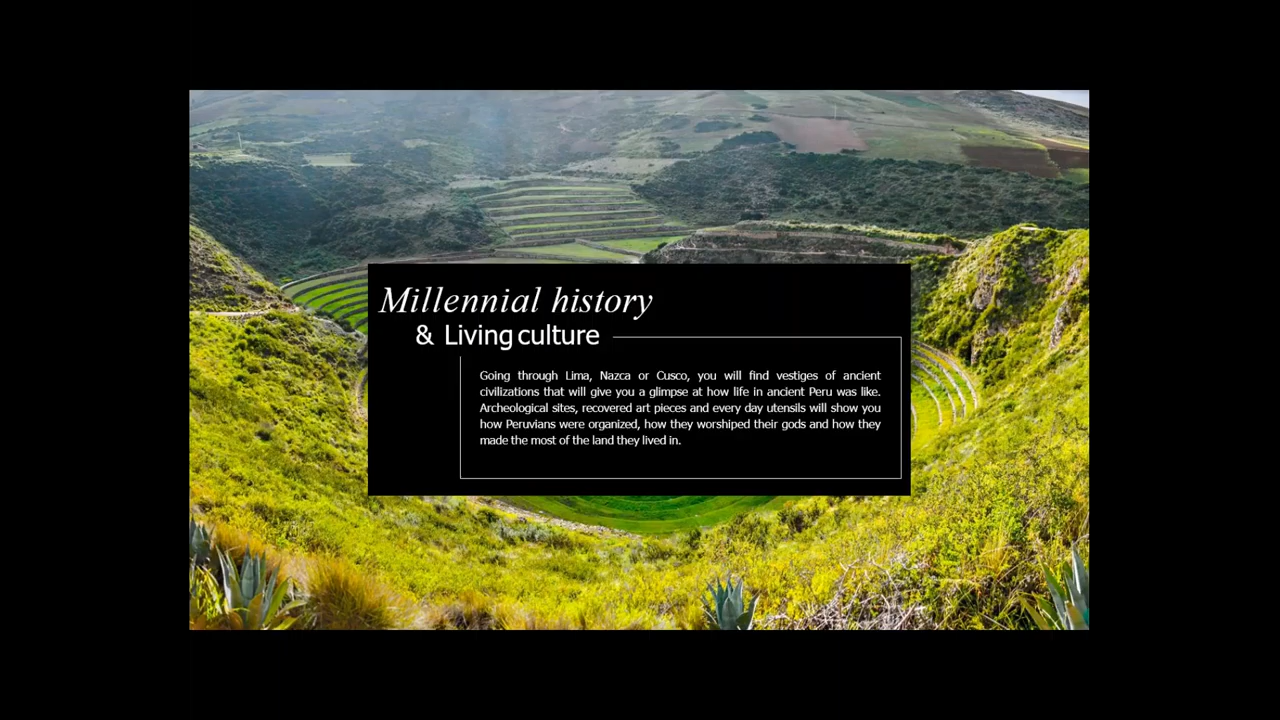 Millennial history
& Living culture
Going through Lima, Nazca or Cusco, you will find vestiges of ancient
civilizations that will give you a glimpse at how life in ancient Peru was like.
Archeological sites, recovered art pieces and every day utensils will show you
how Peruvians were organized, how they worshiped their gods and how they
made the most of the land they lived in.